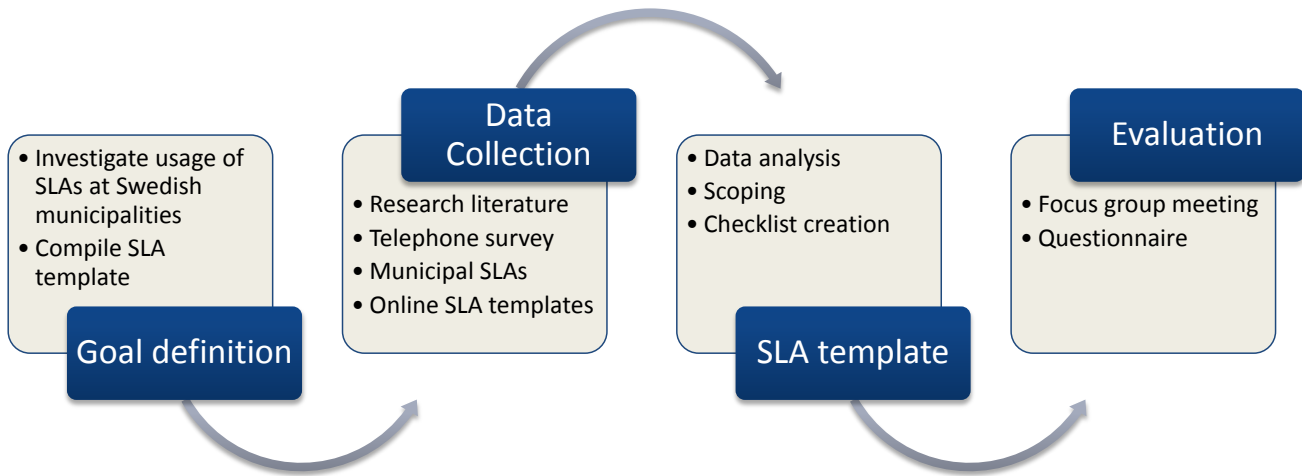 • Investigate usage of
SLAs at Swedish
municipalities
• Compile SLA
template
Goal definition
Data
Collection
• Research literature
• Telephone survey
• Municipal SLAs
• Online SLA templates
• Data analysis
• Scoping
• Checklist creation
SLA template
Evaluation
• Focus group meeting
• Questionnaire